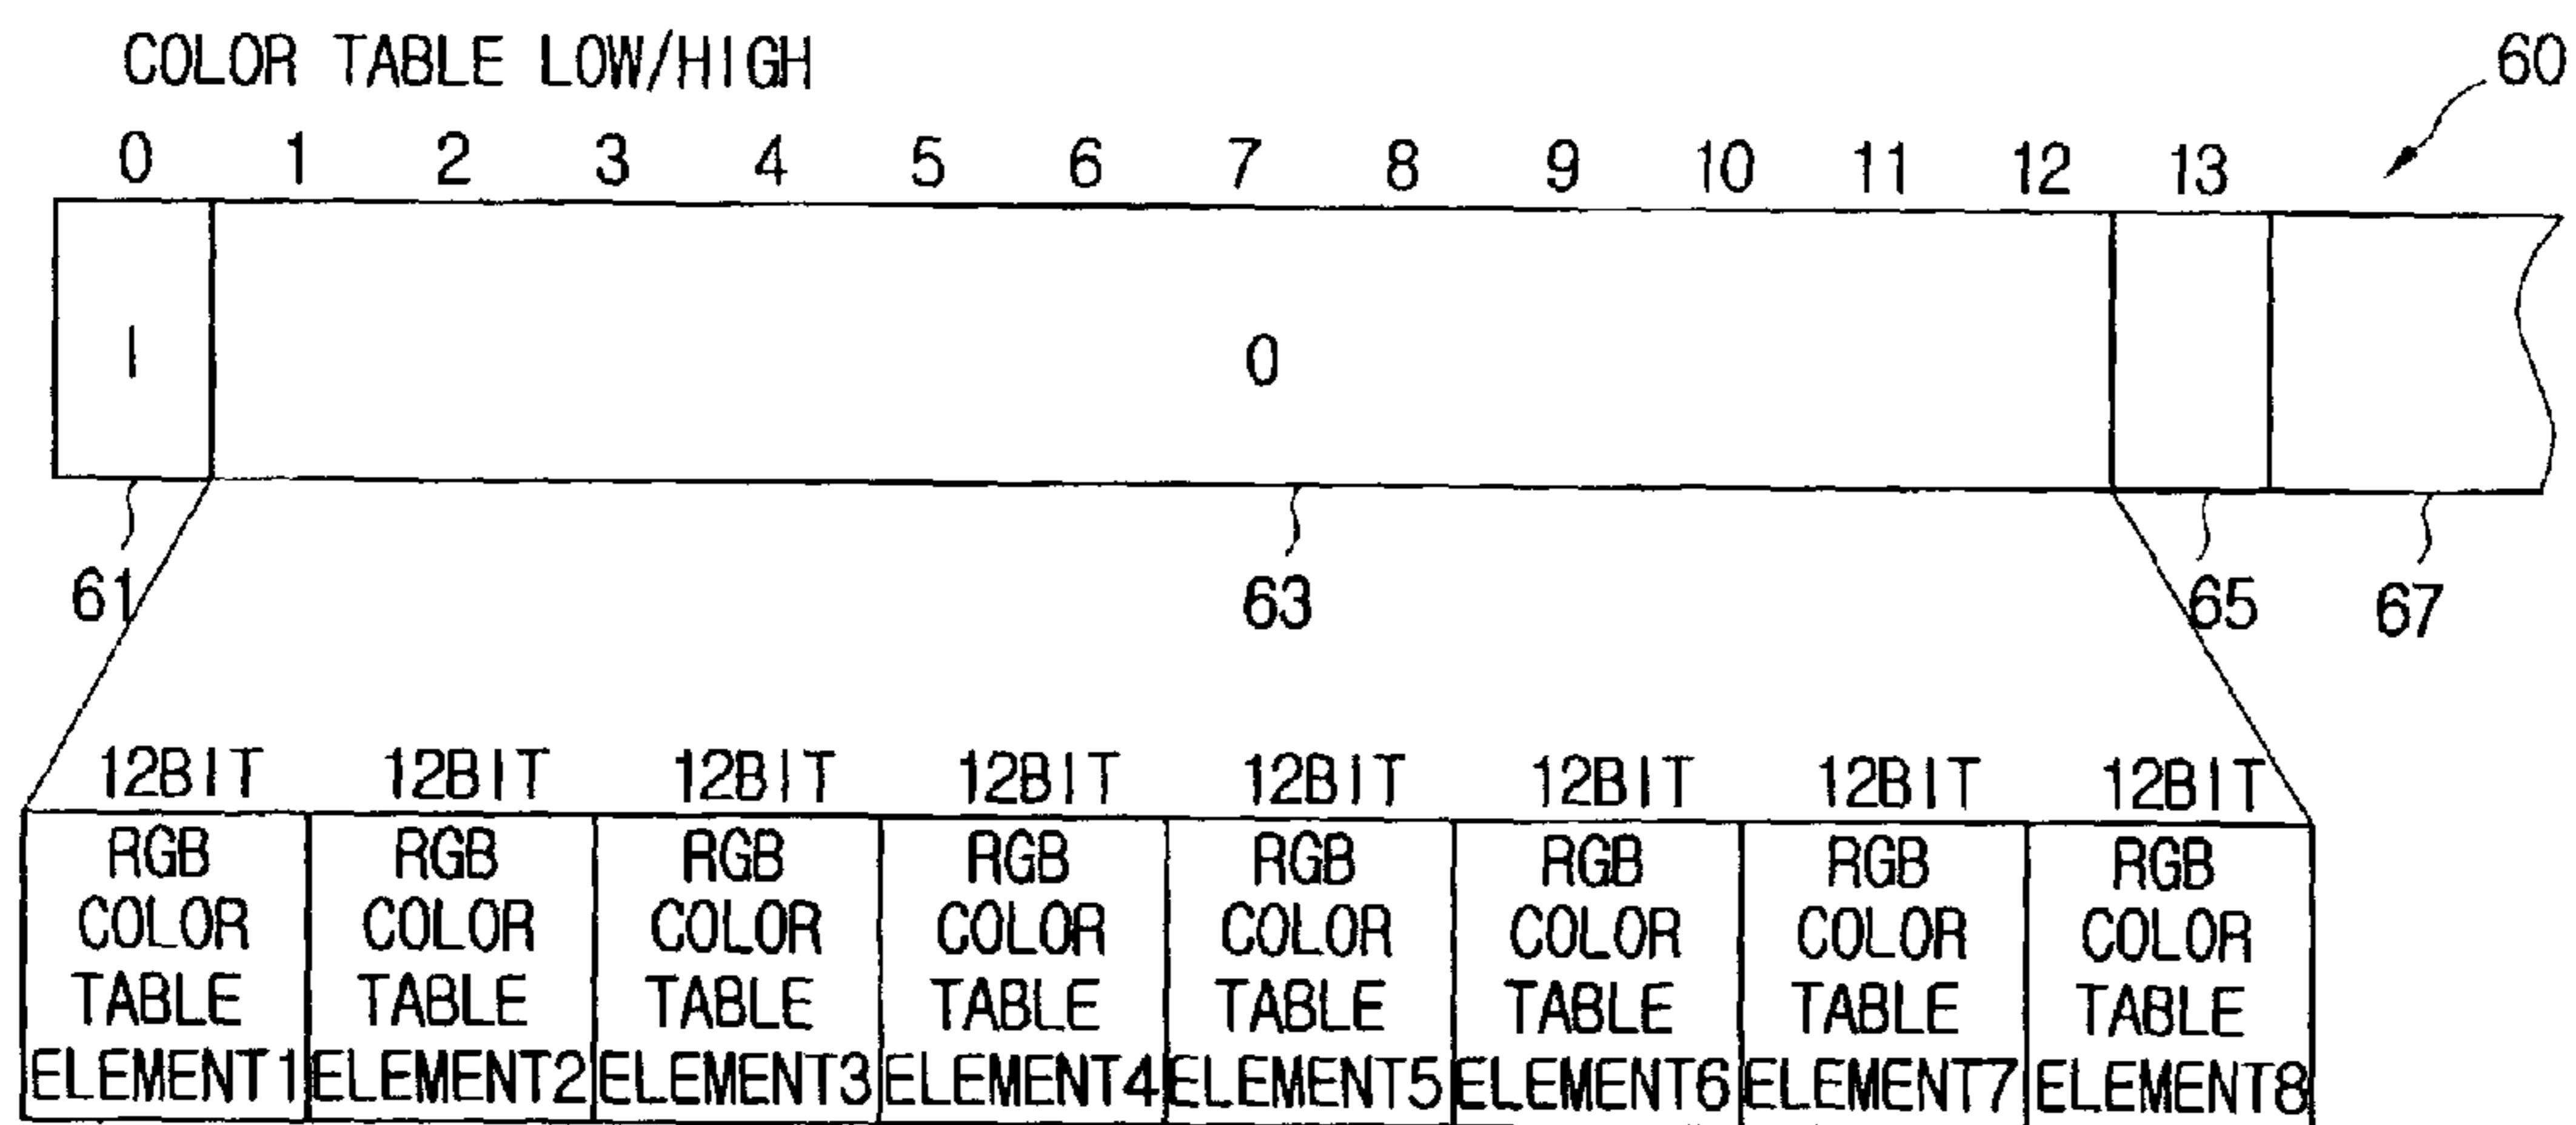 COLOR TABLE LOW/HIGH
60
0 1 2 3 4 5 6 7 8 9 10 11 12 13
I 0
61 63 65 67
12BIT 12BIT 12BIT 12BIT 12BIT 12BIT 12BIT 12BIT
RGB RGB RGB RGB RGB RGB RGB RGB
COLOR COLOR COLOR COLOR COLOR COLOR COLOR COLOR
TABLE TABLE TABLE TABLE TABLE TABLE TABLE TABLE
ELEMENT1 ELEMENT2 ELEMENT3 ELEMENT4 ELEMENT5 ELEMENT6 ELEMENT7 ELEMENT8